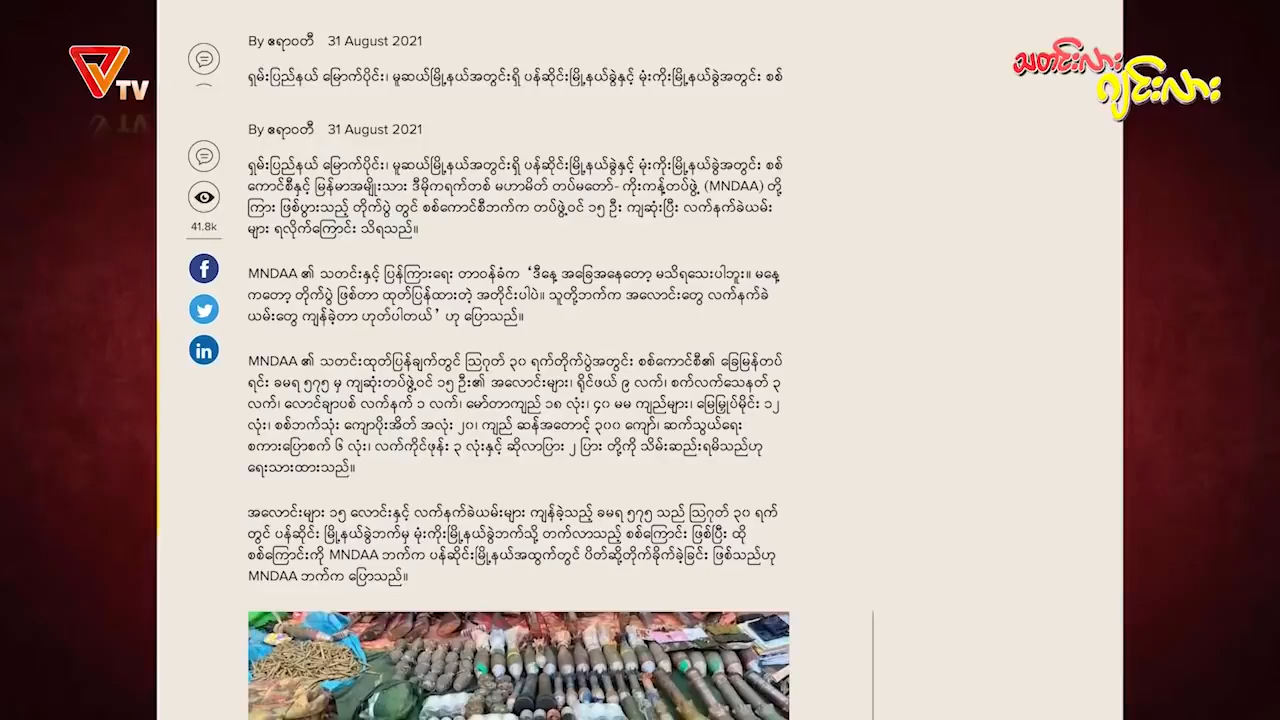 TV
သတင်းလား
ဂျင်းလား
By ဧရာဝတီ 31 August 2021
ရှမ်းပြည်နယ် မြောက်ပိုင်း၊ မူဆယ်မြို့နယ်အတွင်းရှိ ပန်ဆိုင်းမြို့နယ်ခွဲနှင့် မုံးကိုးမြို့နယ်ခွဲအတွင်း စစ်
By ဧရာဝတီ 31 August 2021
ရှမ်းပြည်နယ် မြောက်ပိုင်း၊ မူဆယ်မြို့နယ်အတွင်းရှိ ပန်ဆိုင်းမြို့နယ်ခွဲနှင့် မုံးကိုးမြို့နယ်ခွဲအတွင်း စစ်
ကောင်စီနှင့် မြန်မာအမျိုးသား ဒီမိုကရက်တစ် မဟာမိတ် တပ်မတော်- ကိုးကန့်တပ်ဖွဲ့ (MNDAA) တို့
ကြား ဖြစ်ပွားသည့် တိုက်ပွဲ တွင် စစ်ကောင်စီဘက်က တပ်ဖွဲ့ဝင် ၁၅ ဦး ကျဆုံးပြီး လက်နက်ခဲယမ်း
များ ရလိုက်ကြောင်း သိရသည်။
41.8k
MNDAA ၏ သတင်းနှင့် ပြန်ကြားရေး တာဝန်ခံက ‘ဒီနေ့ အခြေအနေတော့ မသိရသေးပါဘူး။ မနေ့
ကတော့ တိုက်ပွဲ ဖြစ်တာ ထုတ်ပြန်ထားတဲ့ အတိုင်းပါပဲ။ သူတို့ဘက်က အလောင်းတွေ လက်နက်ခဲ
ယမ်းတွေ ကျန်ခဲ့တာ ဟုတ်ပါတယ်’ ဟု ပြောသည်။
MNDAA ၏ သတင်းထုတ်ပြန်ချက်တွင် ဩဂုတ် ၃၀ ရက်တိုက်ပွဲအတွင်း စစ်ကောင်စီ၏ ခြေမြန်တပ်
ရင်း ခမရ ၅၇၅ မှ ကျဆုံးတပ်ဖွဲ့ဝင် ၁၅ ဦး၏ အလောင်းများ၊ ရိုင်ဖယ် ၉ လက်၊ စက်လက်သေနတ် ၃
လက်၊ လောင်ချာပစ် လက်နက် ၁ လက်၊ မော်တာကျည် ၁၈ လုံး၊ ၄၀ မမ ကျည်များ၊ မြေမြှုပ်မိုင်း ၁၂
လုံး၊ စစ်ဘက်သုံး ကျောပိုးအိတ် အလုံး ၂၀၊ ကျည် ဆန်အတောင့် ၃၀၀ ကျော်၊ ဆက်သွယ်ရေး
စကားပြောစက် ၆ လုံး၊ လက်ကိုင်ဖုန်း ၃ လုံးနှင့် ဆိုလာပြား ၂ ပြား တို့ကို သိမ်းဆည်းရမိသည်ဟု
ရေးသားထားသည်။
အလောင်းများ ၁၅ လောင်းနှင့် လက်နက်ခဲယမ်းများ ကျန်ခဲ့သည့် ခမရ ၅၇၅ သည် ဩဂုတ် ၃၀ ရက်
တွင် ပန်ဆိုင်း မြို့နယ်ခွဲဘက်မှ မုံးကိုးမြို့နယ်ခွဲဘက်သို့ တက်လာသည့် စစ်ကြောင်း ဖြစ်ပြီး ထို
စစ်ကြောင်းကို MNDAA ဘက်က ပန်ဆိုင်းမြို့နယ်အထွက်တွင် ပိတ်ဆို့တိုက်ခိုက်ခဲ့ခြင်း ဖြစ်သည်ဟု
MNDAA ဘက်က ပြောသည်။